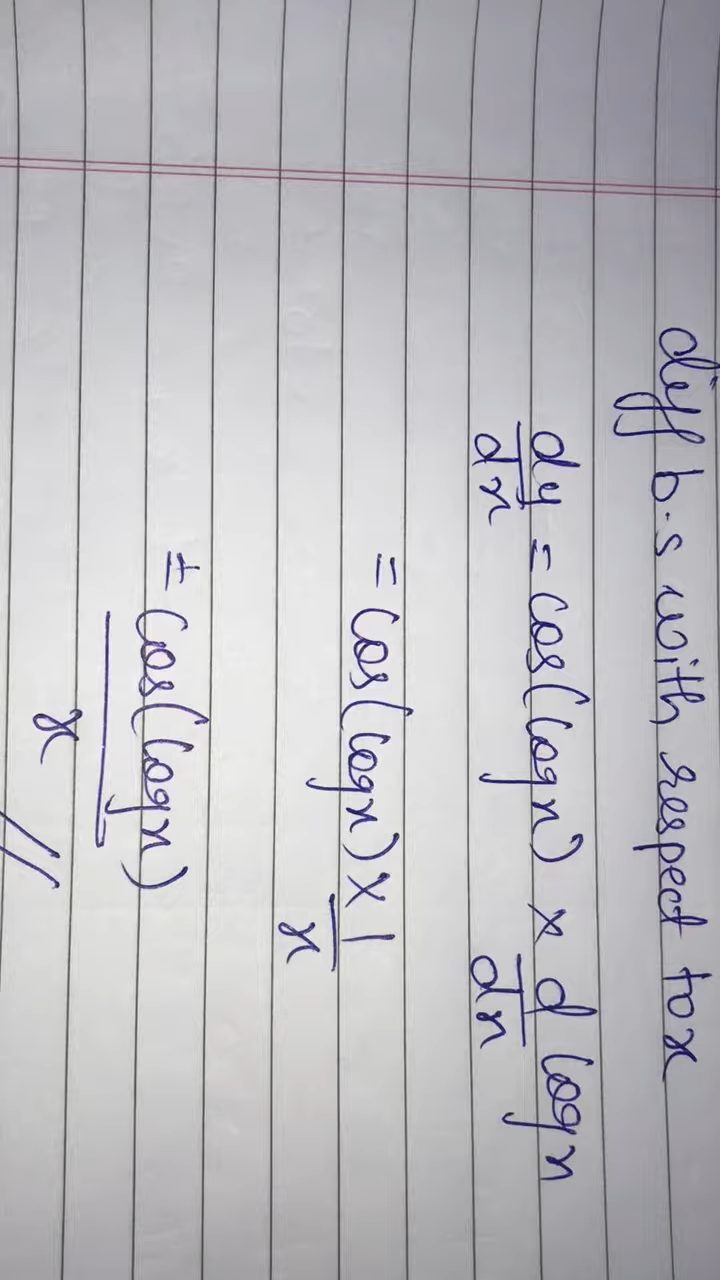 diff b.s with respect to x
dy/dx = cos(log x) × d/dx log x
= cos(log x) × 1/x
= cos(log x)/x //